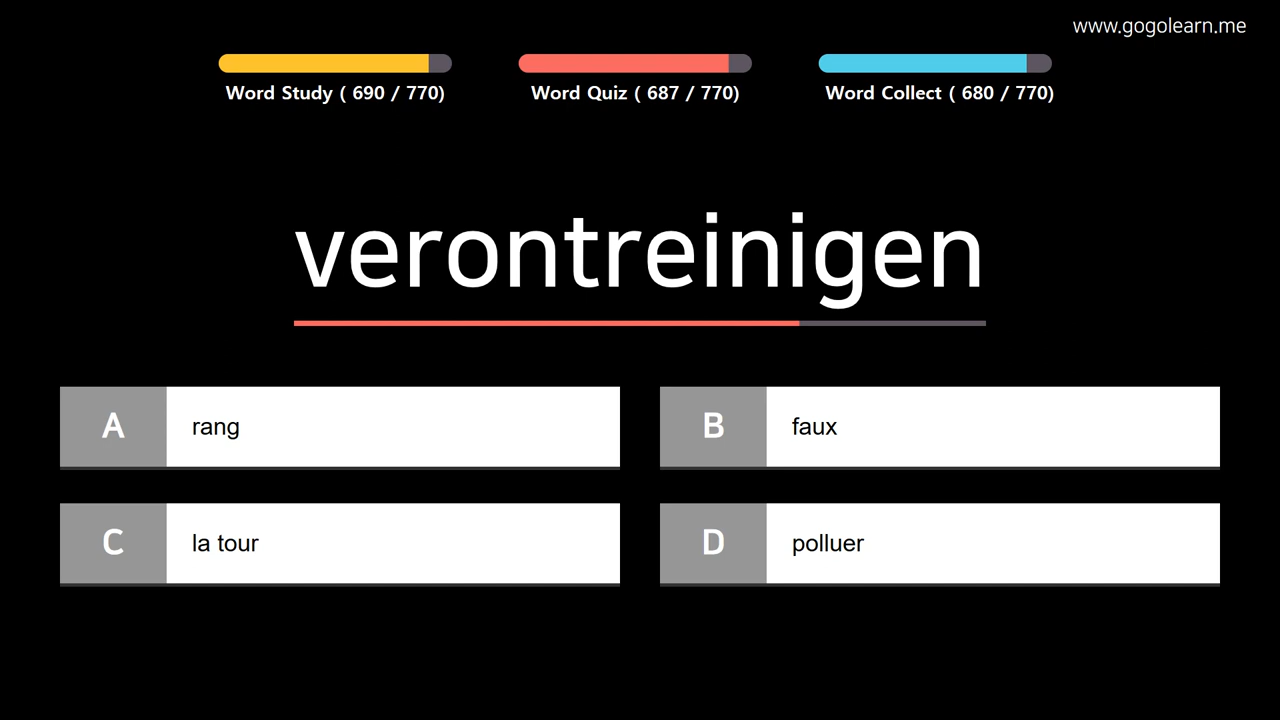 www.gogolearn.me
Word Study ( 690 / 770)
Word Quiz ( 687 / 770)
Word Collect ( 680 / 770)
verontreinigen
A
rang
B
faux
C
la tour
D
polluer